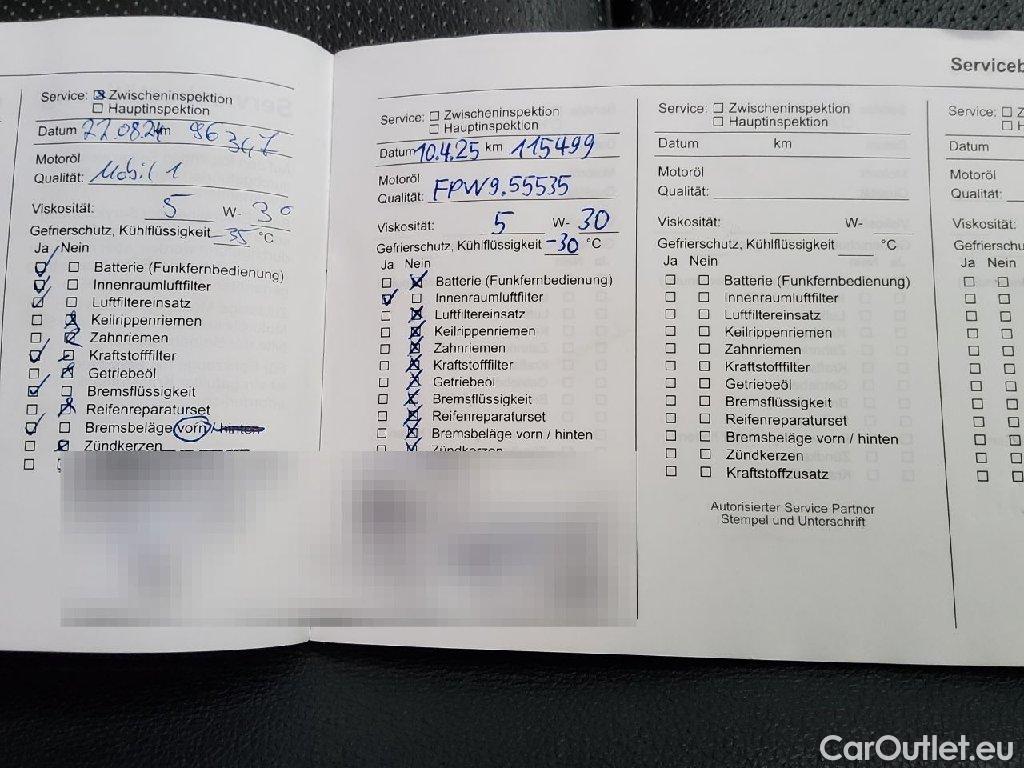 Serviceb
Service: ☒ Zwischeninspektion
☐ Hauptinspektion
Datum 22.08.24 km 96 347
Motoröl
Qualität: Mobil 1
Viskosität: 5 W- 30
Gefrierschutz, Kühlflüssigkeit -35 °C
Ja Nein
Batterie (Funkfernbedienung)
Innenraumluftfilter
Luftfiltereinsatz
Keilrippenriemen
Zahnriemen
Kraftstofffilter
Getriebeöl
Bremsflüssigkeit
Reifenreparaturset
Bremsbeläge vorn / hinten
Zündkerzen
Service: ☐ Zwischeninspektion
☐ Hauptinspektion
Datum 10.4.25 km 115499
Motoröl
Qualität: FPW9.55535
Viskosität: 5 W- 30
Gefrierschutz, Kühlflüssigkeit -30 °C
Ja Nein
Batterie (Funkfernbedienung)
Innenraumluftfilter
Luftfiltereinsatz
Keilrippenriemen
Zahnriemen
Kraftstofffilter
Getriebeöl
Bremsflüssigkeit
Reifenreparaturset
Bremsbeläge vorn / hinten
Zündkerzen
Service: ☐ Zwischeninspektion
☐ Hauptinspektion
Datum km
Motoröl
Qualität:
Viskosität: W-
Gefrierschutz, Kühlflüssigkeit °C
Ja Nein
Batterie (Funkfernbedienung)
Innenraumluftfilter
Luftfiltereinsatz
Keilrippenriemen
Zahnriemen
Kraftstofffilter
Getriebeöl
Bremsflüssigkeit
Reifenreparaturset
Bremsbeläge vorn / hinten
Zündkerzen
Kraftstoffzusatz
Autorisierter Service Partner
Stempel und Unterschrift
Service: ☐ Z
☐ H
Datum
Motoröl
Qualität:
Viskosität:
Gefrierschutz
Ja Nein
CarOutlet.eu